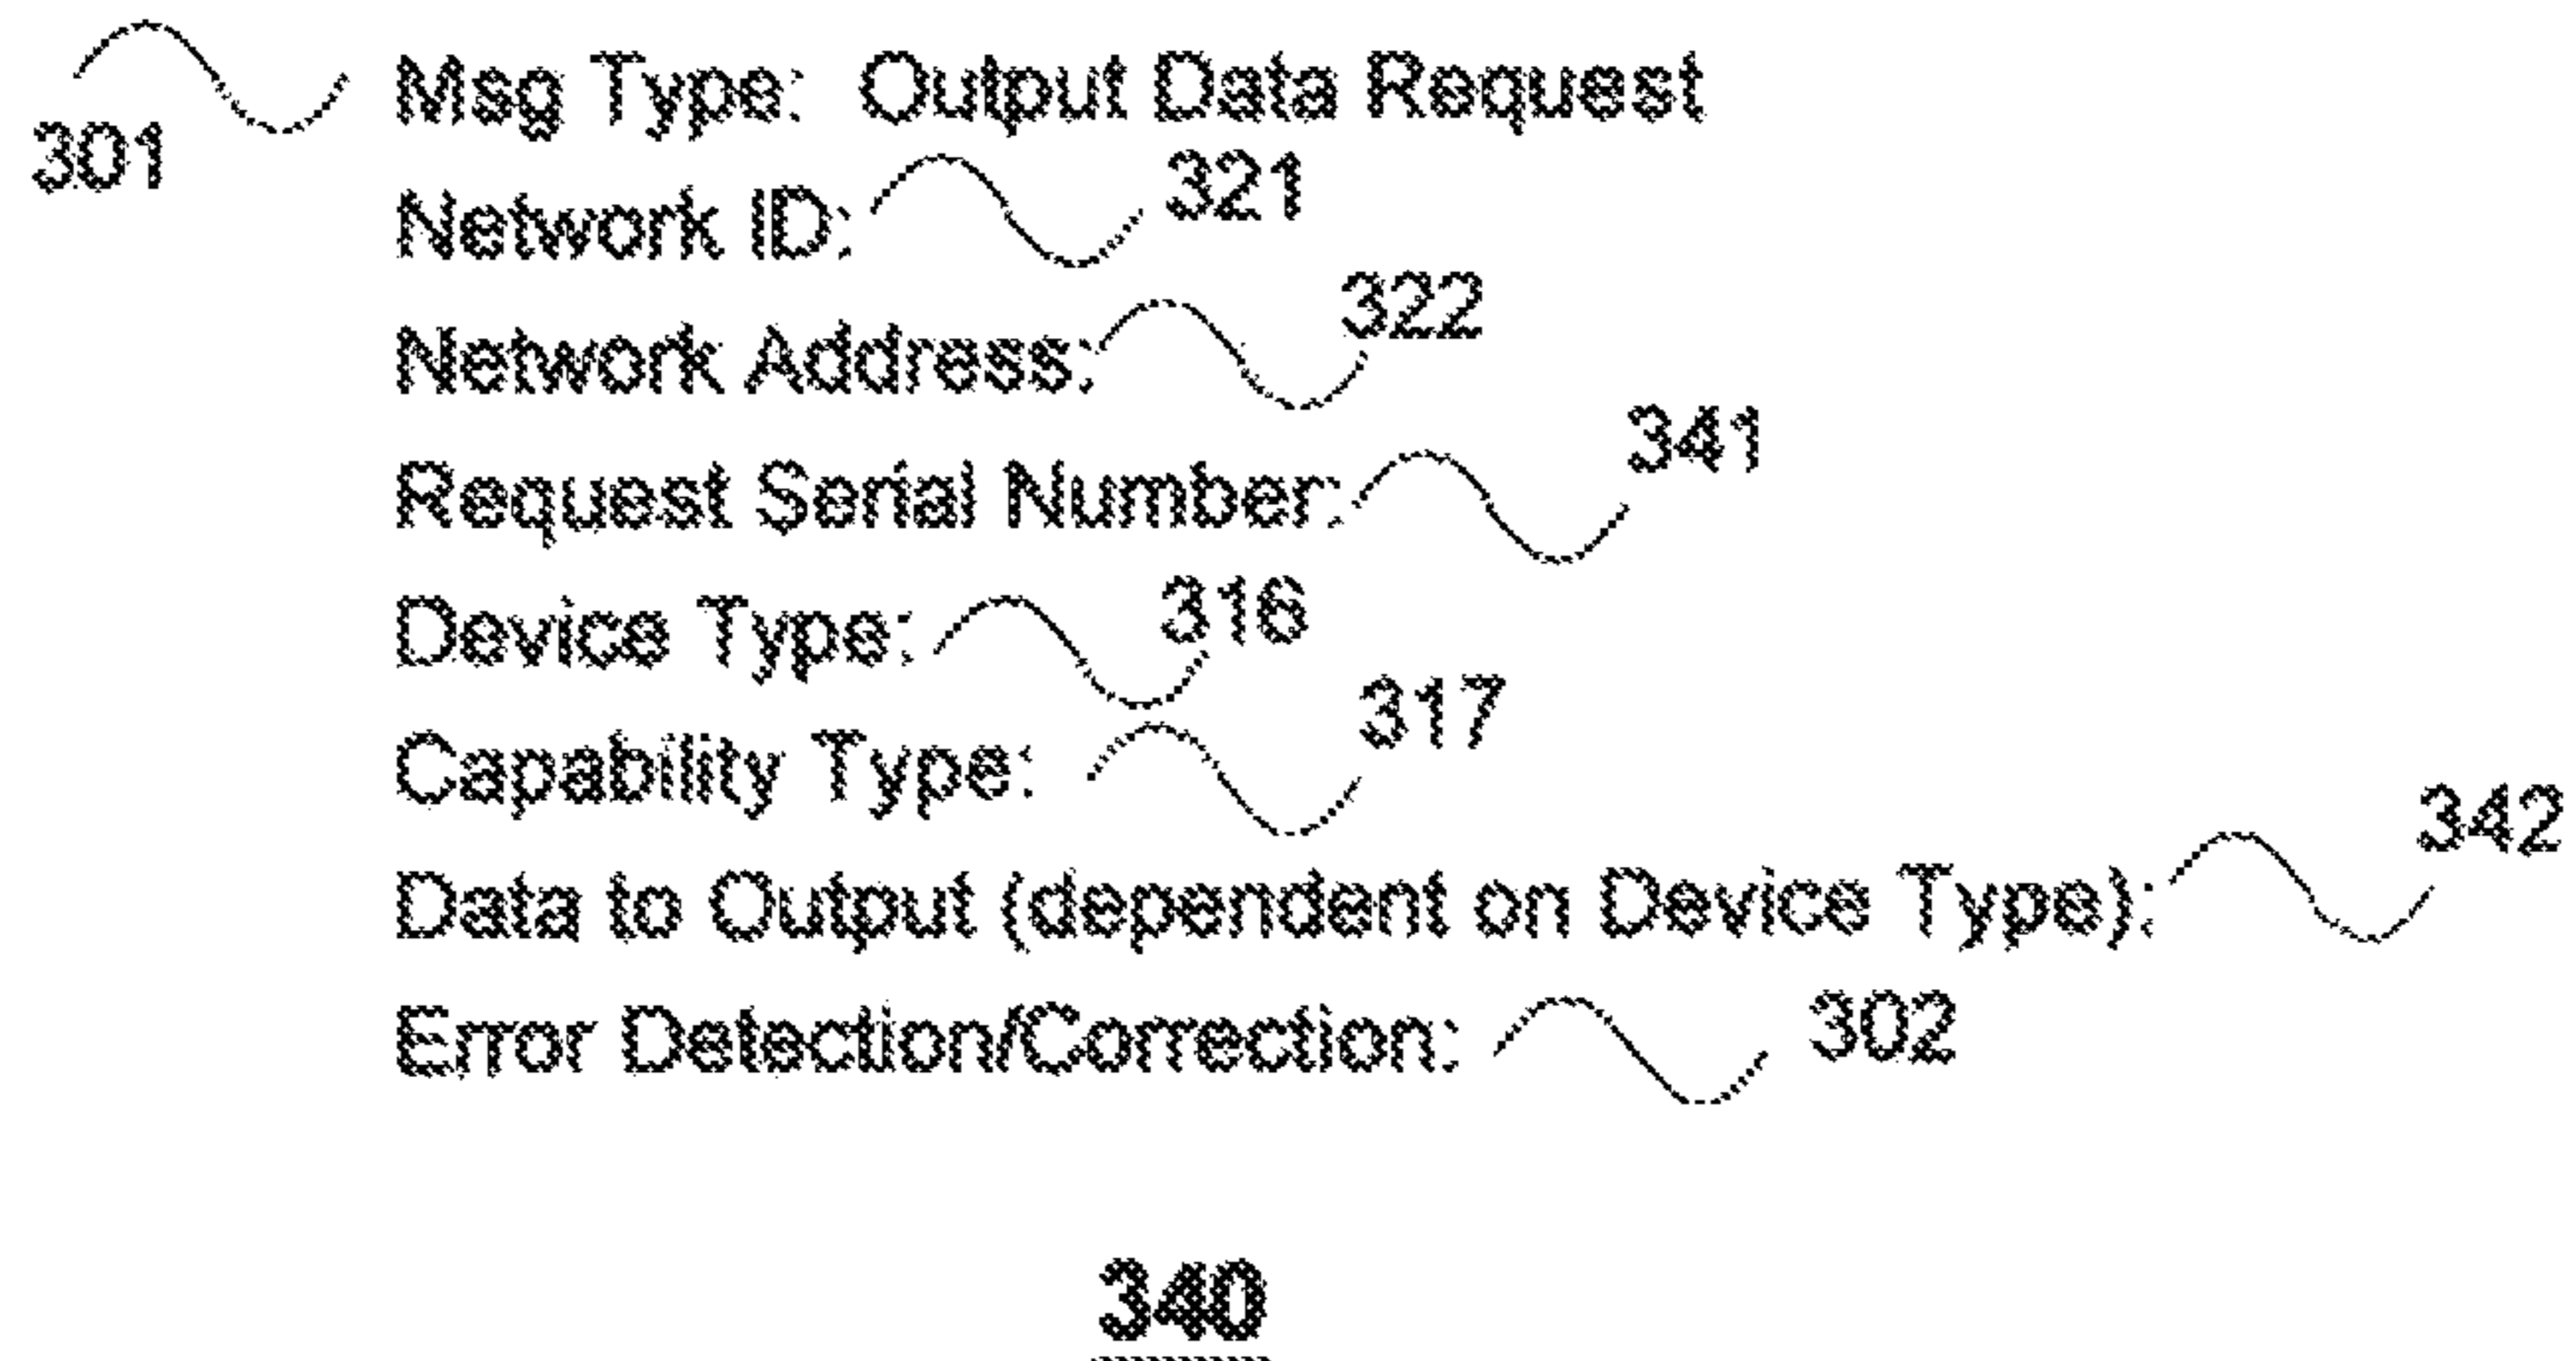 Msg Type: Output Data Request
301
Network ID: 321
Network Address: 322
Request Serial Number: 341
Device Type: 316
Capability Type: 317
Data to Output (dependent on Device Type): 342
Error Detection/Correction: 302
340